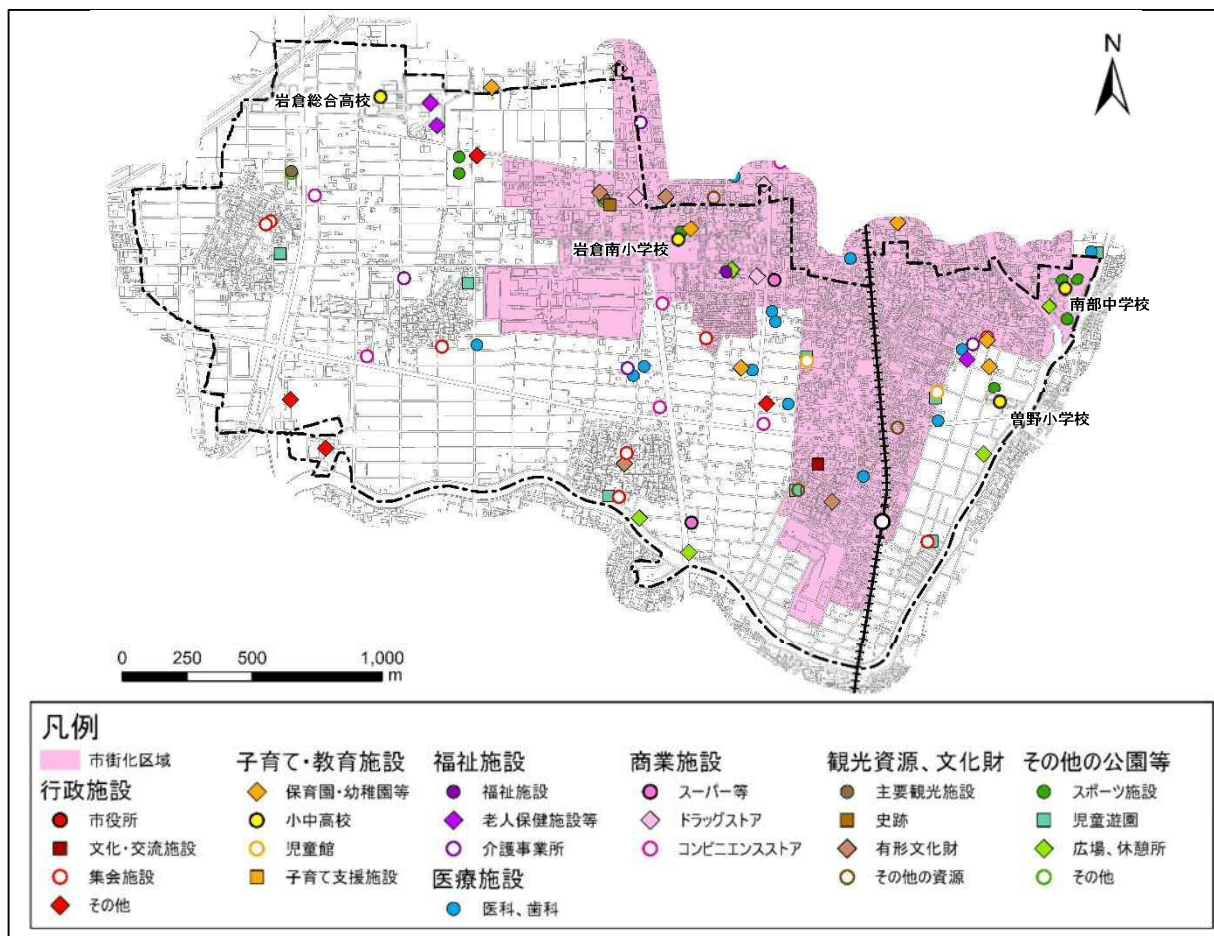 N
岩倉総合高校
岩倉南小学校
南部中学校
曽野小学校
0 250 500 1,000
m
凡例
市街化区域
行政施設
市役所
文化・交流施設
集会施設
その他
子育て・教育施設
保育園・幼稚園等
小中高校
児童館
子育て支援施設
福祉施設
福祉施設
老人保健施設等
介護事業所
医療施設
医科、歯科
商業施設
スーパー等
ドラッグストア
コンビニエンスストア
観光資源、文化財
主要観光施設
史跡
有形文化財
その他の資源
その他の公園等
スポーツ施設
児童遊園
広場、休憩所
その他